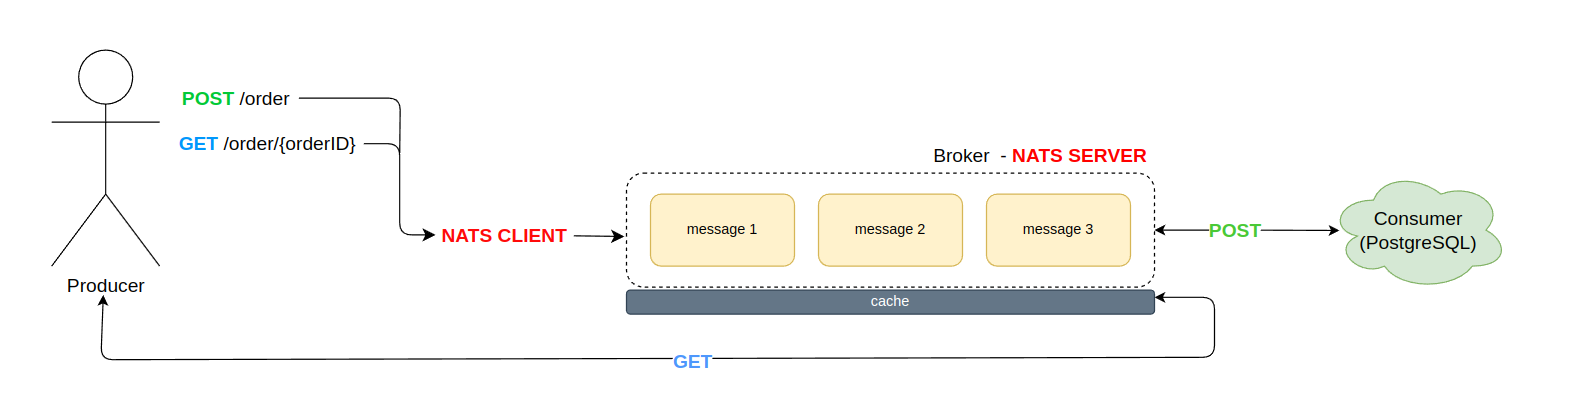 POST /order
GET /order/{orderID}
Broker - NATS SERVER
NATS CLIENT
message 1
message 2
message 3
POST
Consumer
(PostgreSQL)
Producer
cache
GET